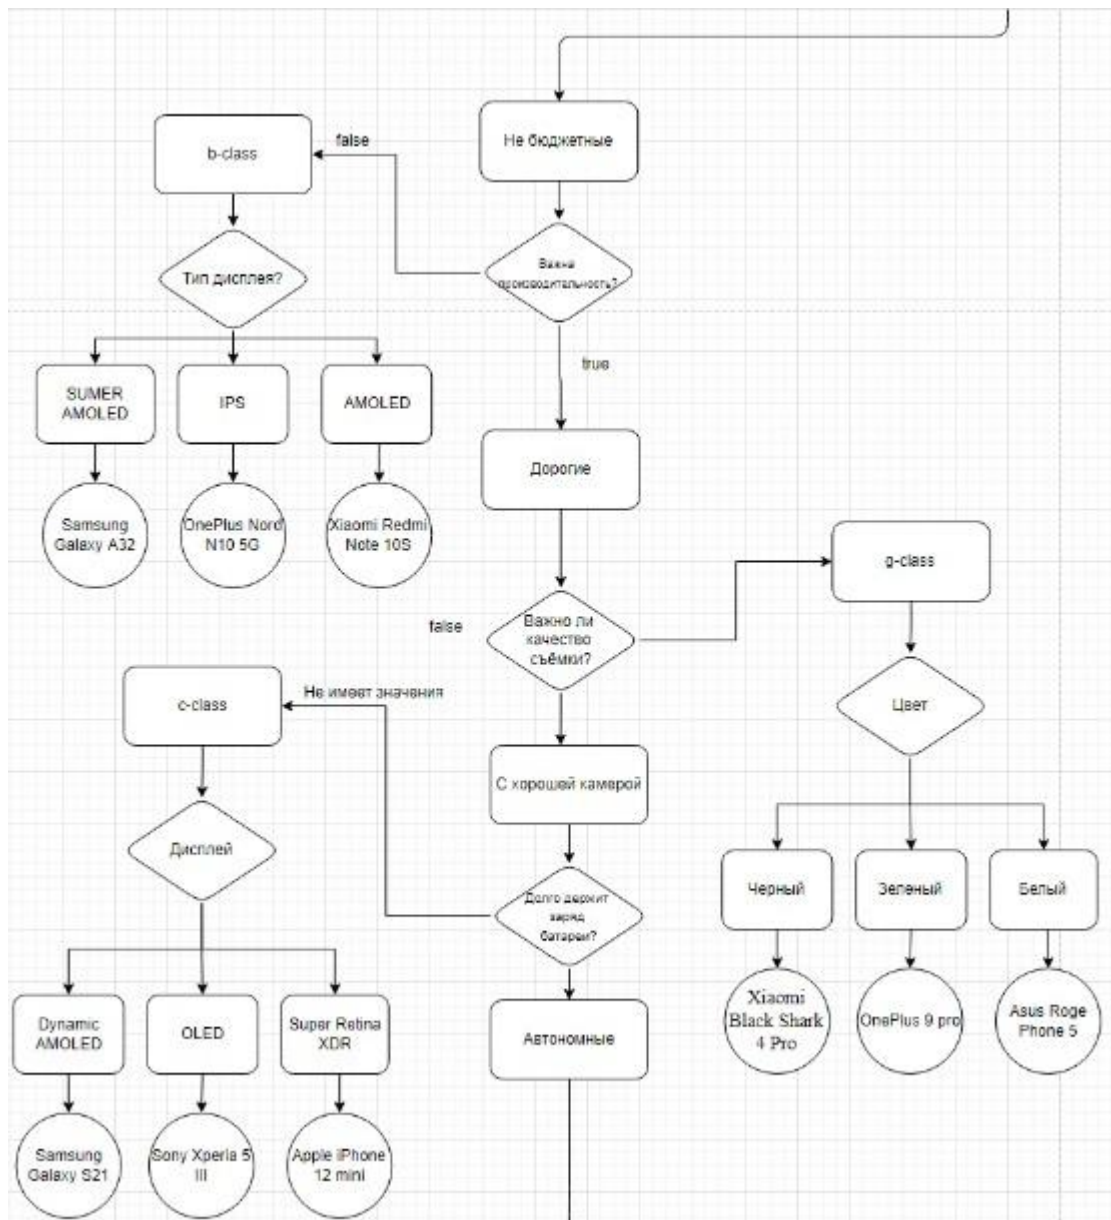 Не бюджетные
false
b-class
Важна
производительность?
Тип дисплея?
true
SUMER
AMOLED
IPS
AMOLED
Дорогие
Samsung
Galaxy A32
OnePlus Nord
N10 5G
Xiaomi Redmi
Note 10S
g-class
false
Важно ли
качество
съёмки?
Не имеет значения
c-class
Цвет
С хорошей камерой
Дисплей
Долго держит
заряд
батареи?
Черный
Зеленый
Белый
Dynamic
AMOLED
OLED
Super Retina
XDR
Автономные
Xiaomi
Black Shark
4 Pro
OnePlus 9 pro
Asus Roge
Phone 5
Samsung
Galaxy S21
Sony Xperia 5
III
Apple iPhone
12 mini